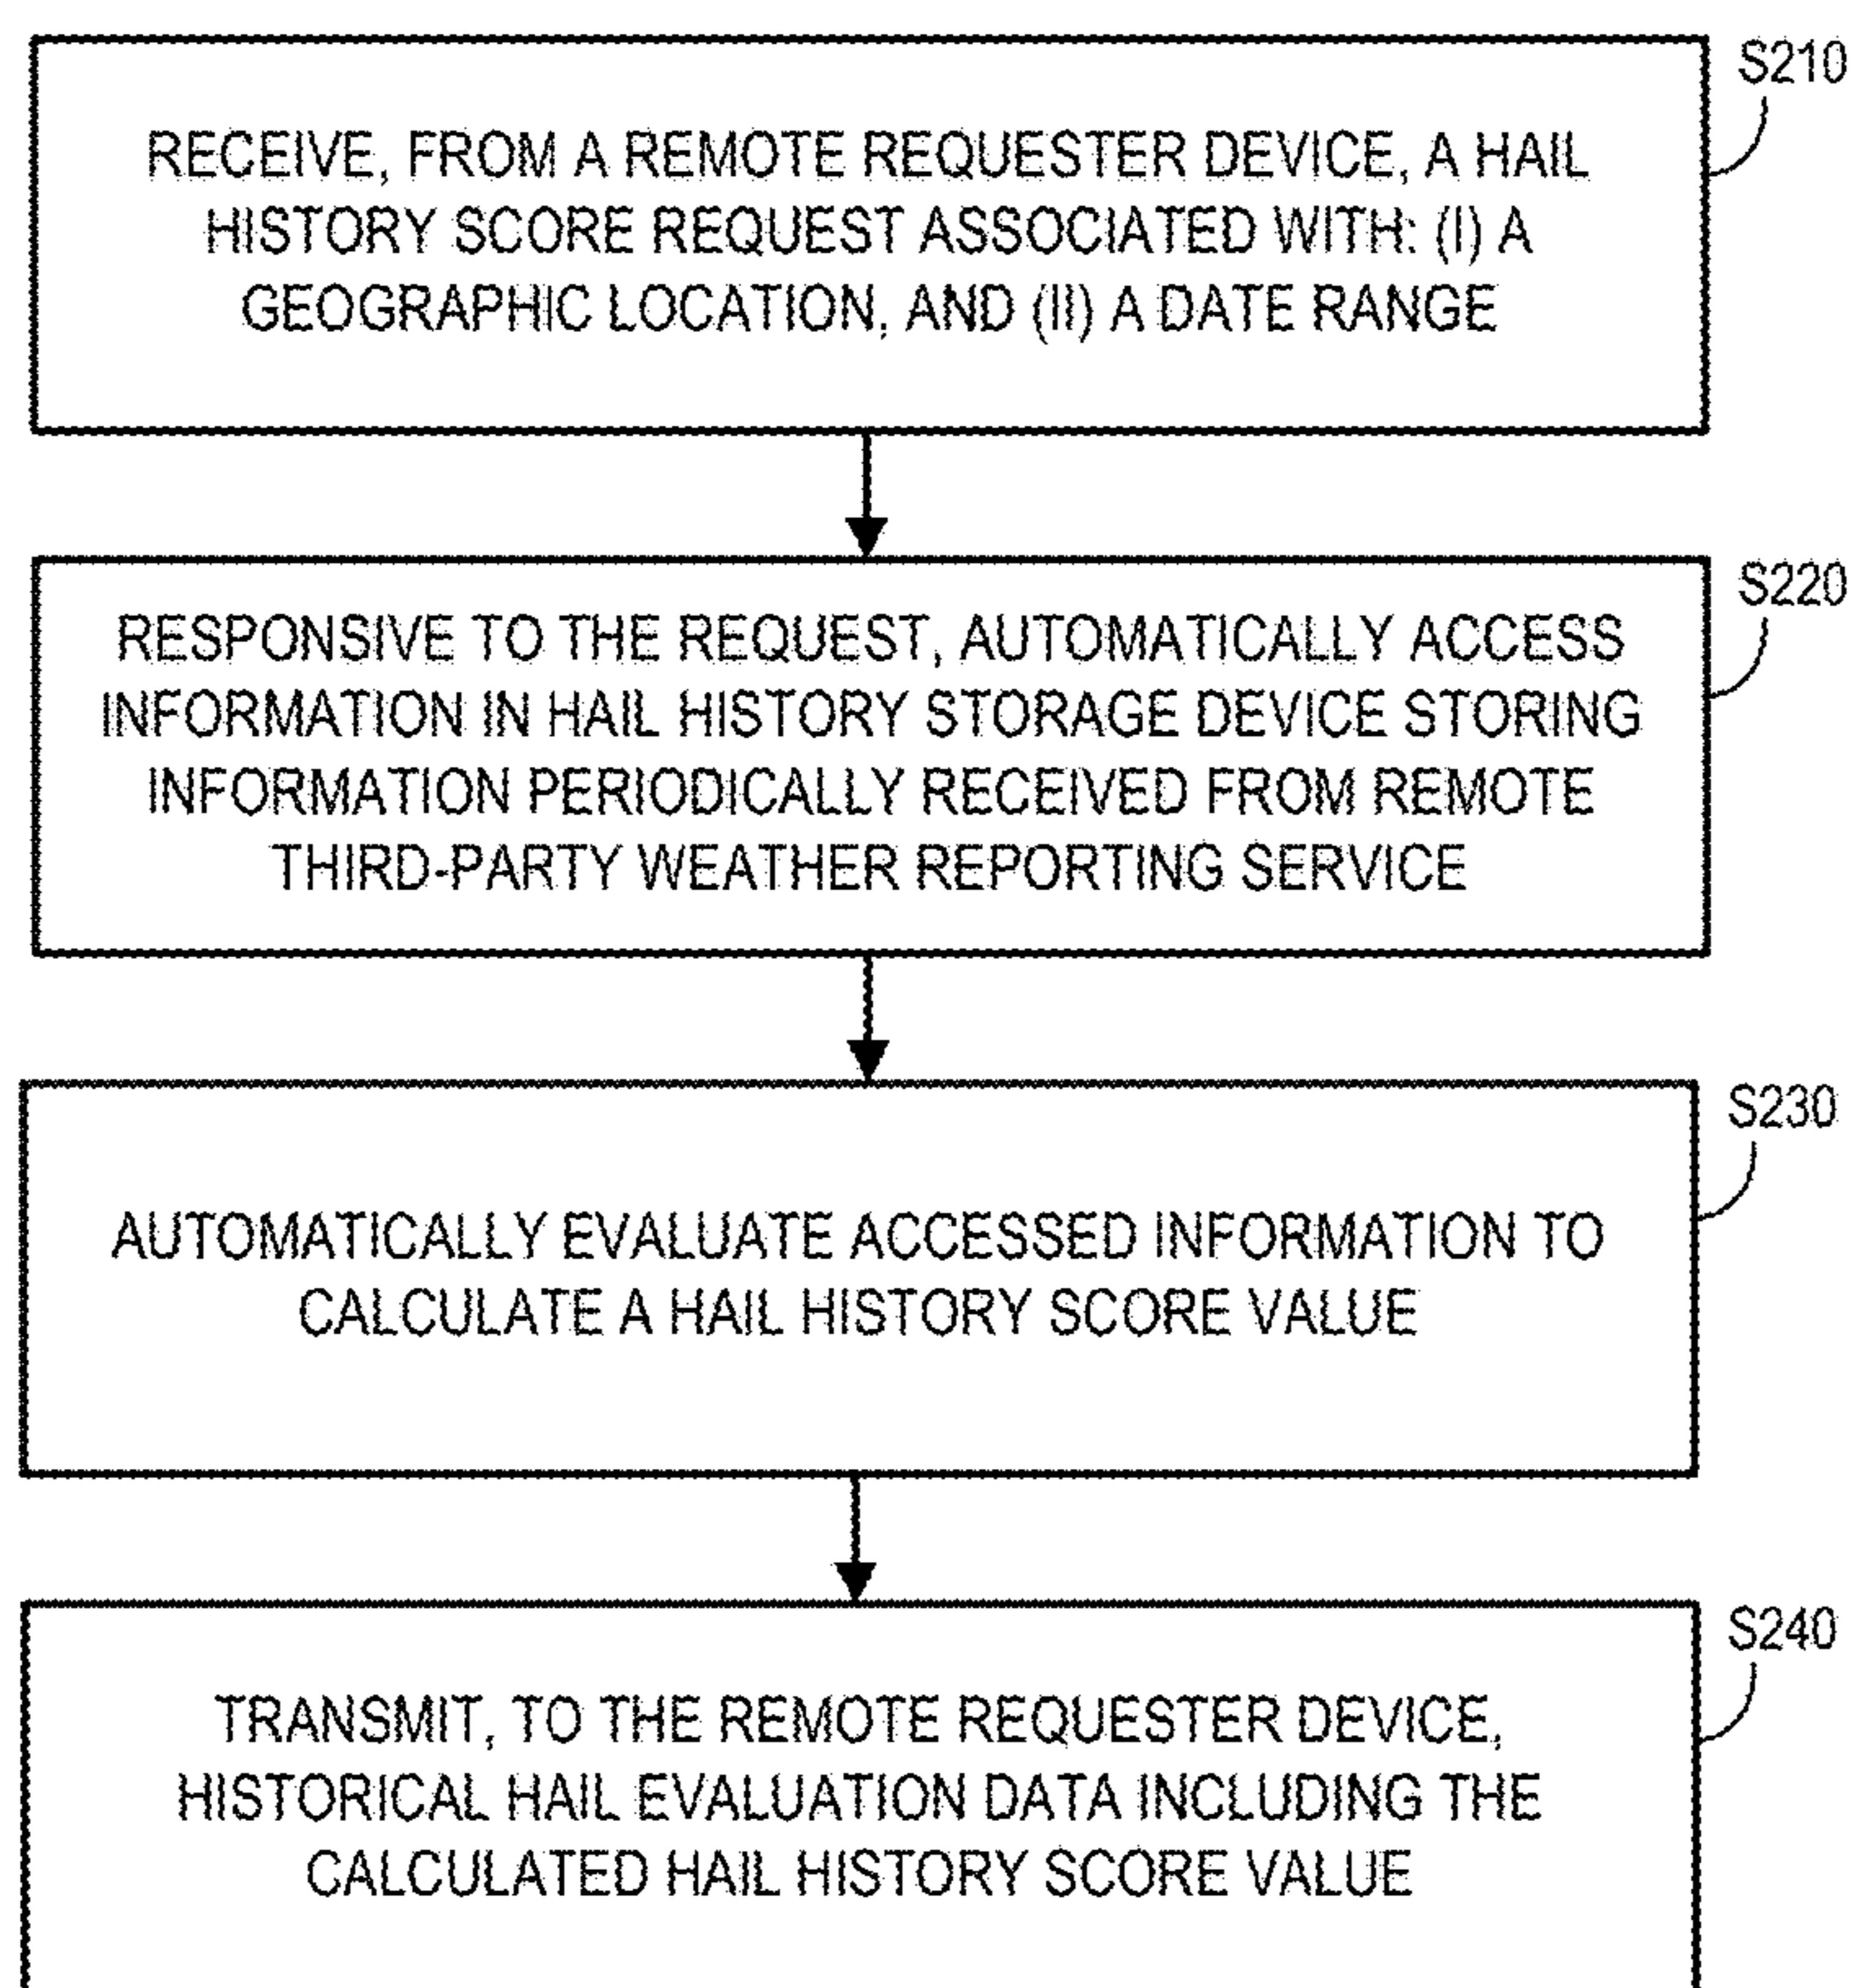 S210
RECEIVE, FROM A REMOTE REQUESTER DEVICE, A HAIL
HISTORY SCORE REQUEST ASSOCIATED WITH: (I) A
GEOGRAPHIC LOCATION, AND (II) A DATE RANGE
S220
RESPONSIVE TO THE REQUEST, AUTOMATICALLY ACCESS
INFORMATION IN HAIL HISTORY STORAGE DEVICE STORING
INFORMATION PERIODICALLY RECEIVED FROM REMOTE
THIRD-PARTY WEATHER REPORTING SERVICE
S230
AUTOMATICALLY EVALUATE ACCESSED INFORMATION TO
CALCULATE A HAIL HISTORY SCORE VALUE
S240
TRANSMIT, TO THE REMOTE REQUESTER DEVICE,
HISTORICAL HAIL EVALUATION DATA INCLUDING THE
CALCULATED HAIL HISTORY SCORE VALUE